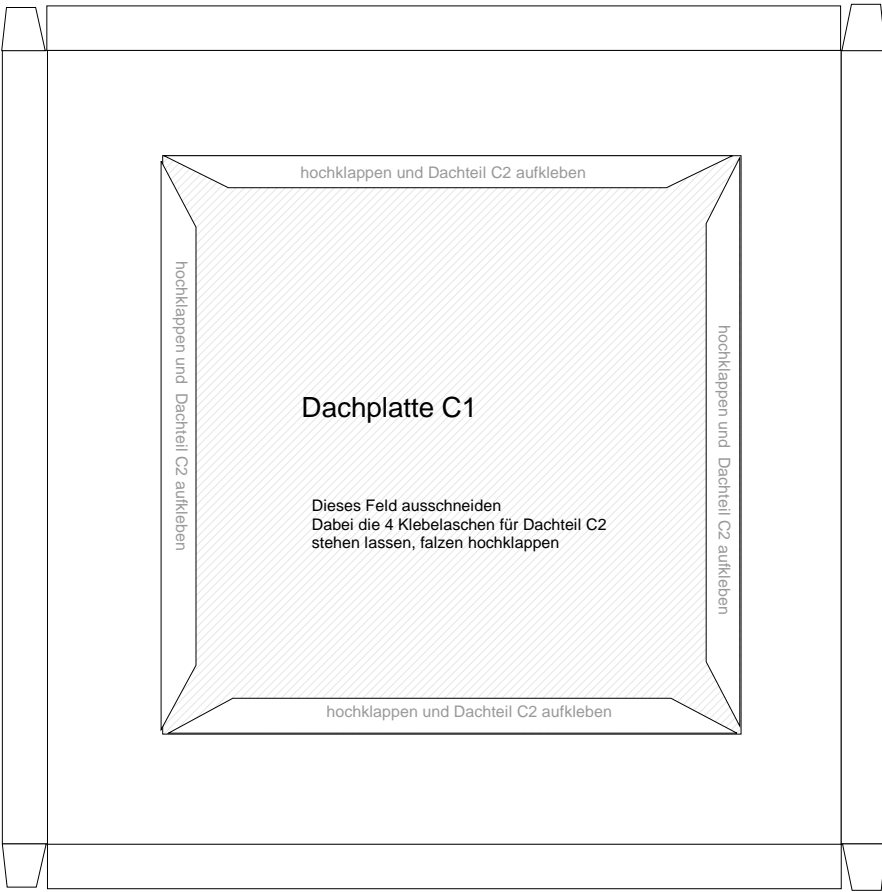 hochklappen und Dachteil C2 aufkleben
hochklappen und Dachteil C2 aufkleben
hochklappen und Dachteil C2 aufkleben
Dachplatte C1
Dieses Feld ausschneiden
Dabei die 4 Klebelaschen für Dachteil C2
stehen lassen, falzen hochklappen
hochklappen und Dachteil C2 aufkleben